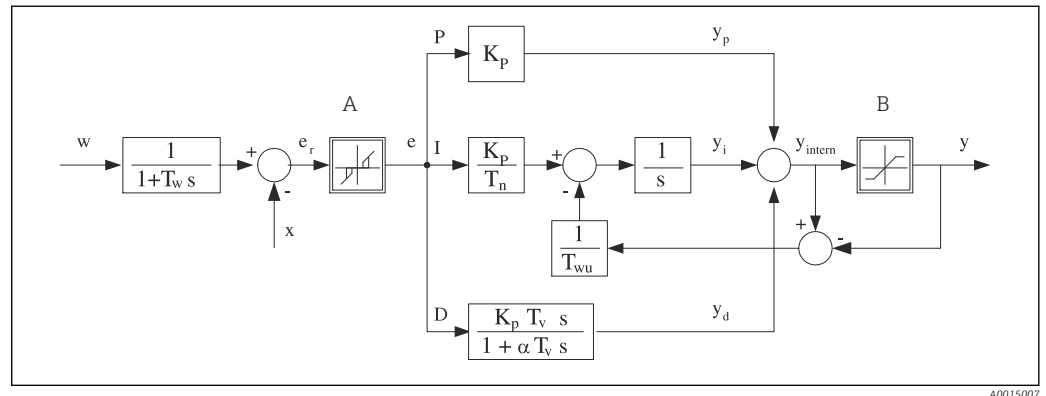 P
K_P
y_p
A
B
w
1
1+T_w s
+
e_r
-
x
e
I
K_P
T_n
+
-
1
s
y_i
y_intern
y
1
T_wu
+
-
D
K_p T_v s
1 + α T_v s
y_d
A0015007